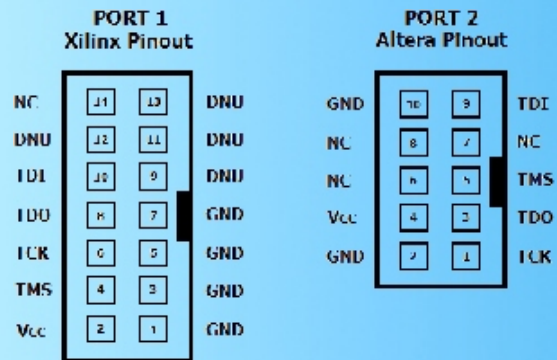 PORT 1
Xilinx Pinout
NC 14 13 DNU
DNU 12 11 DNU
TDI 10 9 DNU
TDO 8 7 GND
TCK 6 5 GND
TMS 4 3 GND
Vcc 2 1 GND
PORT 2
Altera Pinout
GND 10 9 TDI
NC 8 7 NC
NC 6 5 TMS
Vcc 4 3 TDO
GND 2 1 TCK